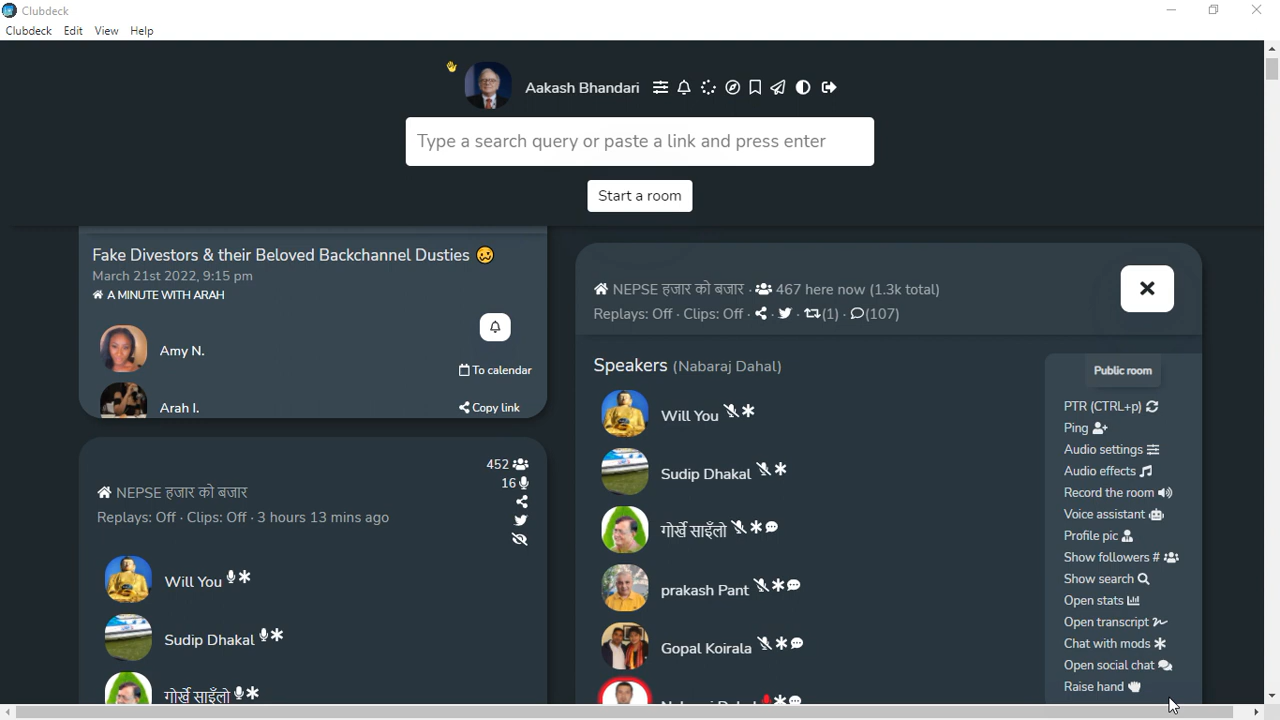 Clubdeck
Clubdeck Edit View Help
Aakash Bhandari
Type a search query or paste a link and press enter
Start a room
Fake Divestors & their Beloved Backchannel Dusties
March 21st 2022, 9:15 pm
A MINUTE WITH ARAH
Amy N.
To calendar
Arah I.
Copy link
452
16
NEPSE हजार को बजार
Replays: Off · Clips: Off · 3 hours 13 mins ago
Will You
Sudip Dhakal
गोर्खे साइँलो
NEPSE हजार को बजार · 467 here now (1.3k total)
Replays: Off · Clips: Off · · · (1) · (107)
Speakers (Nabaraj Dahal)
Will You
Sudip Dhakal
गोर्खे साइँलो
prakash Pant
Gopal Koirala
Nabaraj Dahal
Public room
PTR (CTRL+p)
Ping
Audio settings
Audio effects
Record the room
Voice assistant
Profile pic
Show followers #
Show search
Open stats
Open transcript
Chat with mods
Open social chat
Raise hand